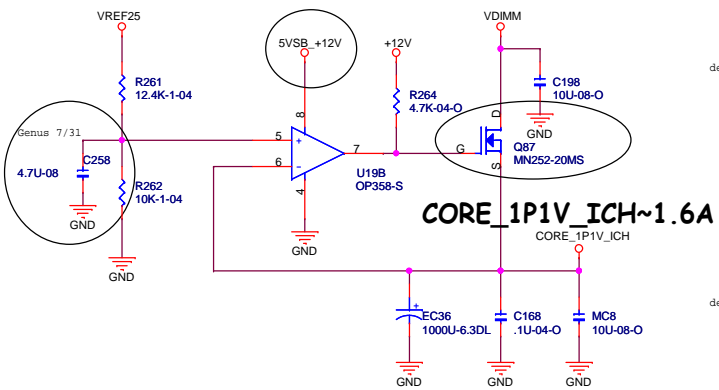 VREF25
5VSB_+12V
+12V
VDIMM
de
R261
12.4K-1-04
R264
4.7K-04-O
C198
10U-08-O
8
D
GND
Genus 7/31
5
+
7
G
Q87
MN252-20MS
C258
4.7U-08
6
-
U19B
OP358-S
S
R262
10K-1-04
4
GND
CORE_1P1V_ICH~1.6A
CORE_1P1V_ICH
GND
GND
de
+
EC36
1000U-6.3DL
C168
.1U-04-O
MC8
10U-08-O
GND
GND
GND